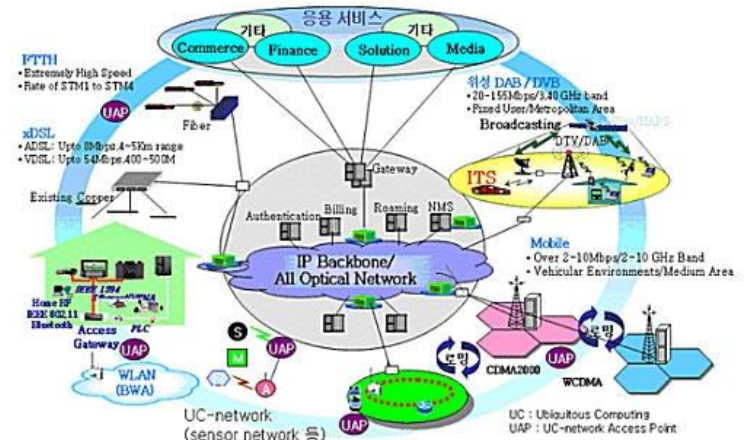 응용 서비스
기타
기타
Commerce
Finance
Solution
Media
FTTH
• Extremely High Speed
• Rate of STM1 to STM4
UAP
Fiber
위성 DAB / DVB
• 20~155Mbps/3.40 GHz band
• Fixed User/Metropolitan Area
Broadcasting
DTV/DAB
ITS
xDSL
• ADSL: Upto 8Mbps,4~5Km range
• VDSL: Upto 54Mbps,400~500M
Existing Copper
Gateway
Authentication
Billing
Roaming
NMS
IP Backbone/
All Optical Network
Mobile
• Over 2~10Mbps/2~10 GHz Band
• Vehicular Environments/Medium Area
IEEE 1394
Home RF
IEEE 802.11
Bluetooth
PLC
Access
Gateway
UAP
WLAN
(BWA)
S
M
A
UAP
UAP
UC-network
(sensor network 등)
로밍
CDMA2000
UAP
로밍
WCDMA
UC : Ubiquitous Computing
UAP : UC-network Access Point